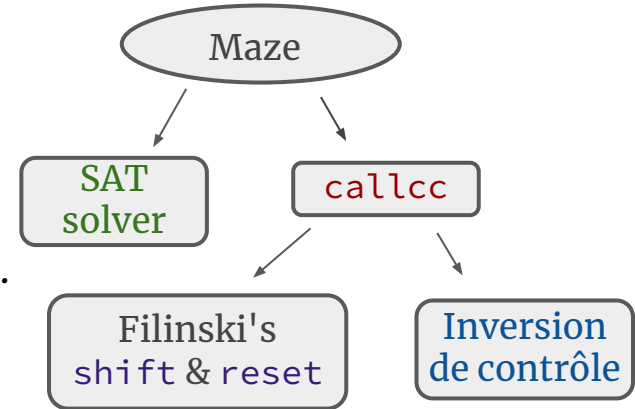 Maze
SAT
solver
callcc
.
Filinski's
shift & reset
Inversion
de contrôle